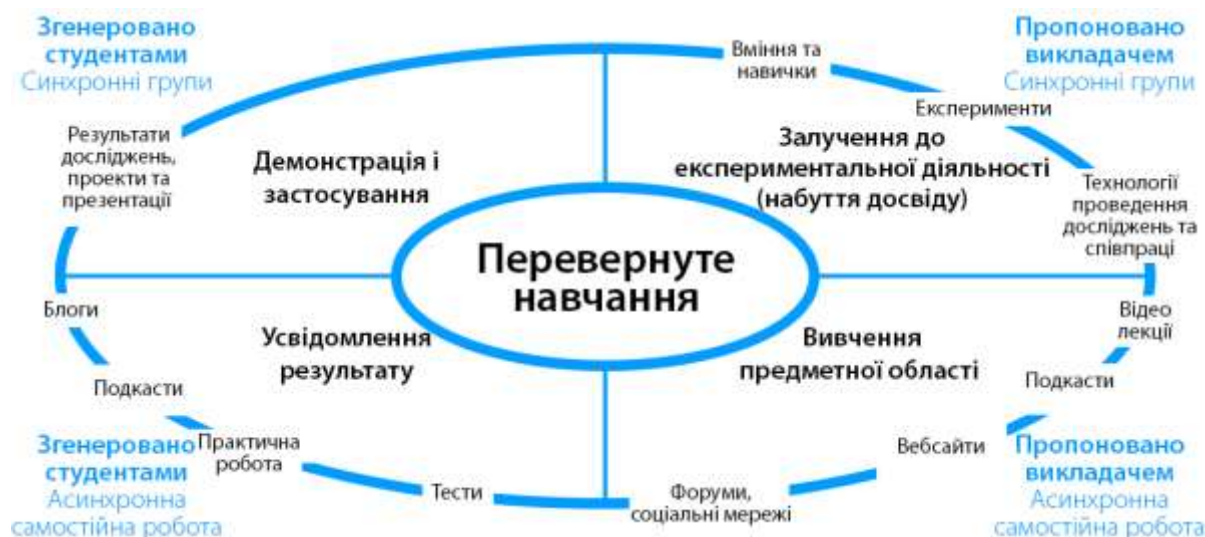 Згенеровано
студентами
Синхронні групи
Вміння та
навички
Пропоновано
викладачем
Синхронні групи
Експерименти
Результати
досліджень,
проекти та
презентації
Демонстрація і
застосування
Залучення до
експериментальної діяльності
(набуття досвіду)
Технології
проведення
досліджень та
співпраці
Перевернуте
навчання
Блоги
Усвідомлення
результату
Вивчення
предметної області
Відео
лекції
Подкасти
Подкасти
Згенеровано
студентами
Асинхронна
самостійна робота
Практична
робота
Тести
Форуми,
соціальні мережі
Вебсайти
Пропоновано
викладачем
Асинхронна
самостійна робота